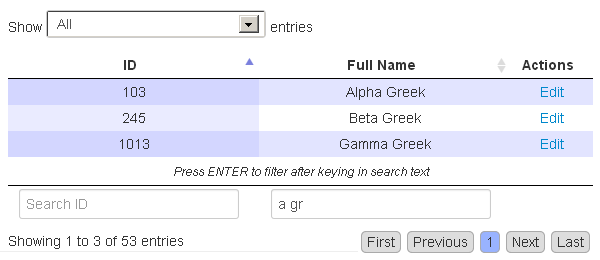 Show All entries
ID Full Name Actions
103 Alpha Greek Edit
245 Beta Greek Edit
1013 Gamma Greek Edit
Press ENTER to filter after keying in search text
Search ID a gr
Showing 1 to 3 of 53 entries First Previous 1 Next Last